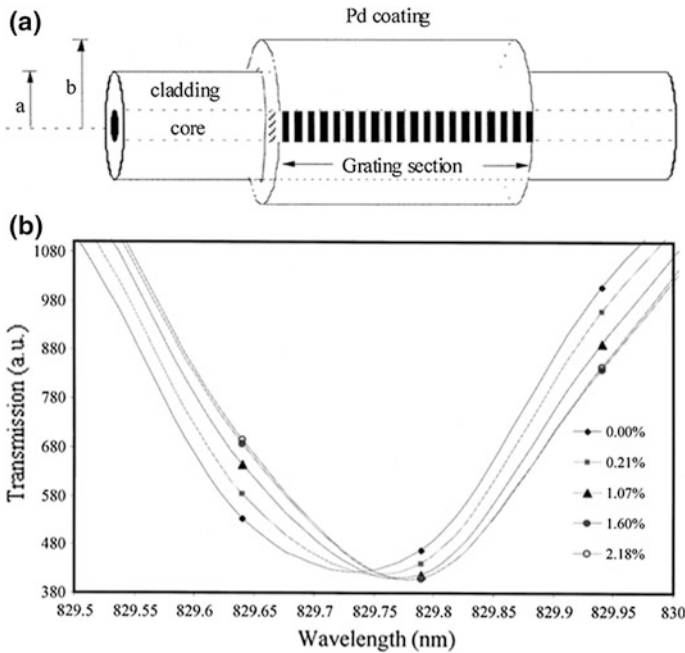 (a)
Pd coating
b
a
cladding
core
Grating section
(b)
Transmission (a.u.)
1080
980
880
780
680
580
480
380
0.00%
0.21%
1.07%
1.60%
2.18%
829.5 829.55 829.6 829.65 829.7 829.75 829.8 829.85 829.9 829.95 830
Wavelength (nm)